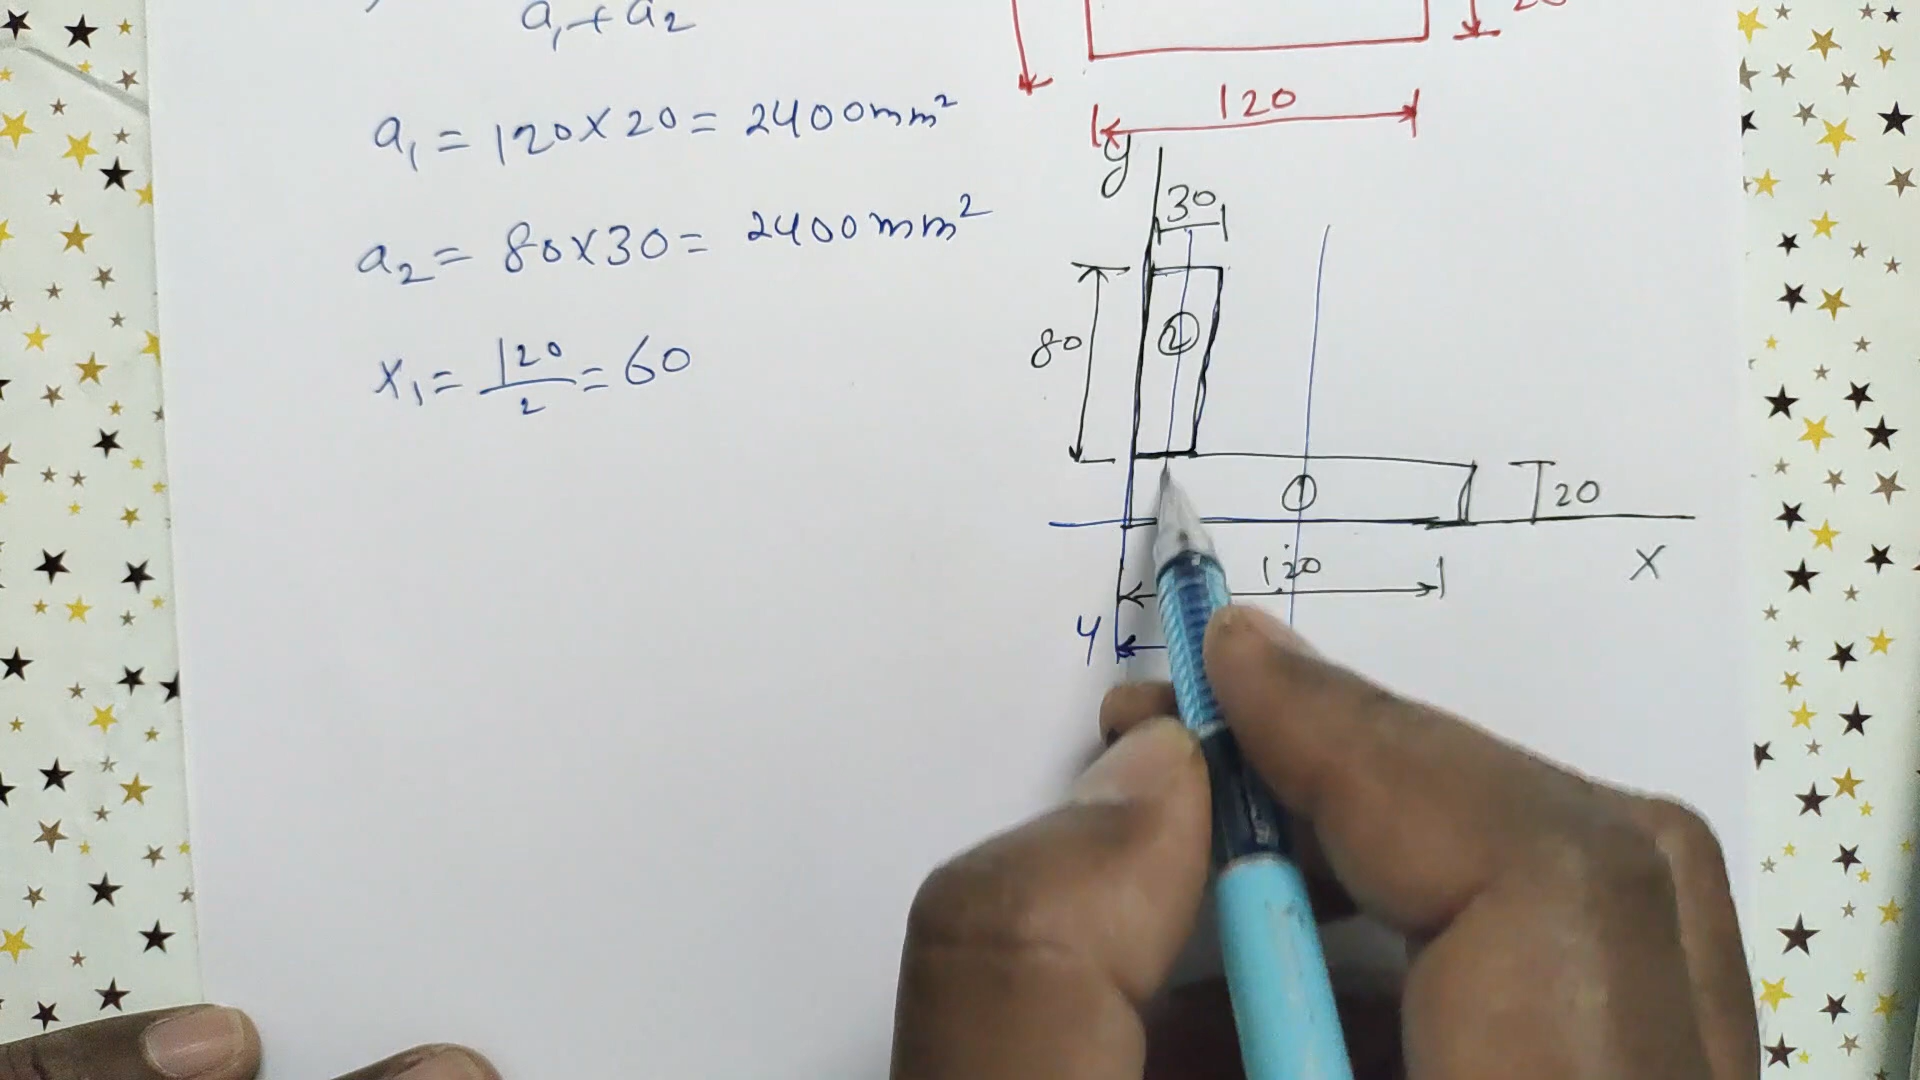 a₁ + a₂
120
a₁ = 120 × 20 = 2400 mm²
y
30
a₂ = 80 × 30 = 2400 mm²
80
2
x₁ = 120/2 = 60
1
20
120
X
Y